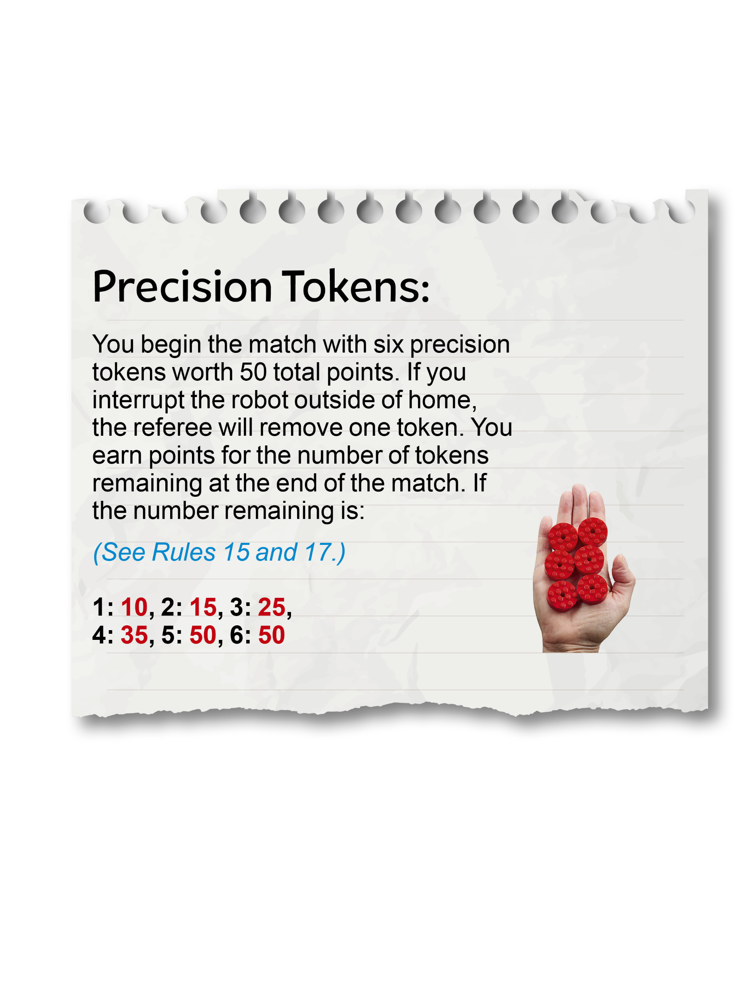 Precision Tokens:
You begin the match with six precision
tokens worth 50 total points. If you
interrupt the robot outside of home,
the referee will remove one token. You
earn points for the number of tokens
remaining at the end of the match. If
the number remaining is:
(See Rules 15 and 17.)
1: 10, 2: 15, 3: 25,
4: 35, 5: 50, 6: 50